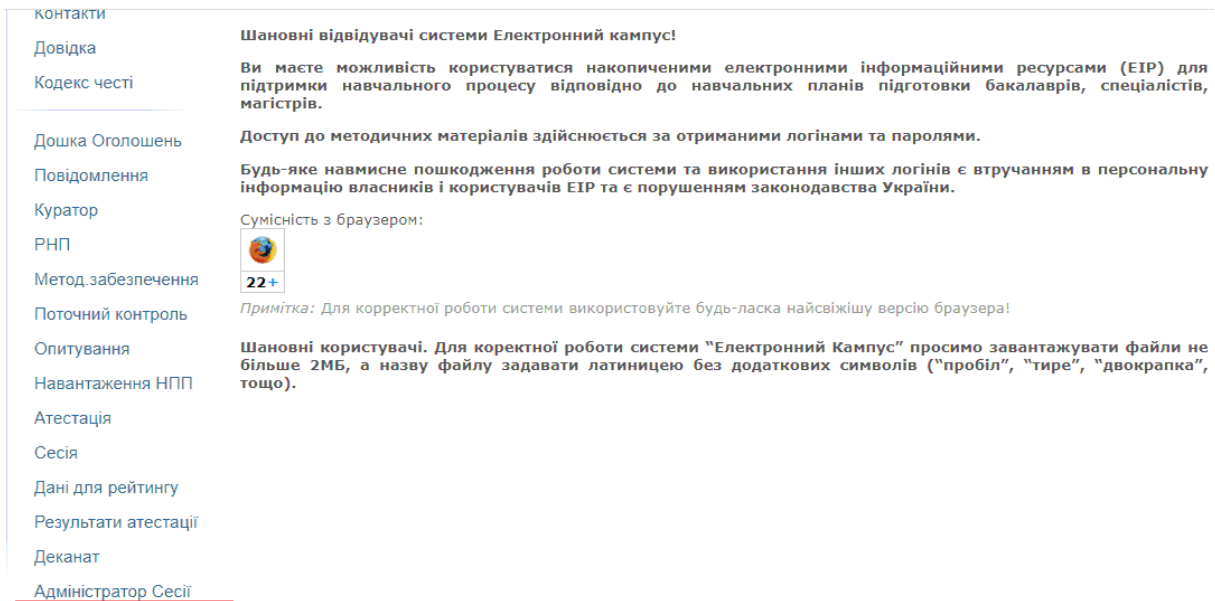 Контакти
Довідка
Кодекс честі
Дошка Оголошень
Повідомлення
Куратор
РНП
Метод.забезпечення
Поточний контроль
Опитування
Навантаження НПП
Атестація
Сесія
Дані для рейтингу
Результати атестації
Деканат
Адміністратор Сесії
Шановні відвідувачі системи Електронний кампус!
Ви маєте можливість користуватися накопиченими електронними інформаційними ресурсами (ЕІР) для
підтримки навчального процесу відповідно до навчальних планів підготовки бакалаврів, спеціалістів,
магістрів.
Доступ до методичних матеріалів здійснюється за отриманими логінами та паролями.
Будь-яке навмисне пошкодження роботи системи та використання інших логінів є втручанням в персональну
інформацію власників і користувачів ЕІР та є порушенням законодавства України.
Сумісність з браузером:
22+
Примітка: Для корректної роботи системи використовуйте будь-ласка найсвіжішу версію браузера!
Шановні користувачі. Для коректної роботи системи “Електронний Кампус” просимо завантажувати файли не
більше 2МБ, а назву файлу задавати латиницею без додаткових символів (“пробіл”, “тире”, “двокрапка”,
тощо).